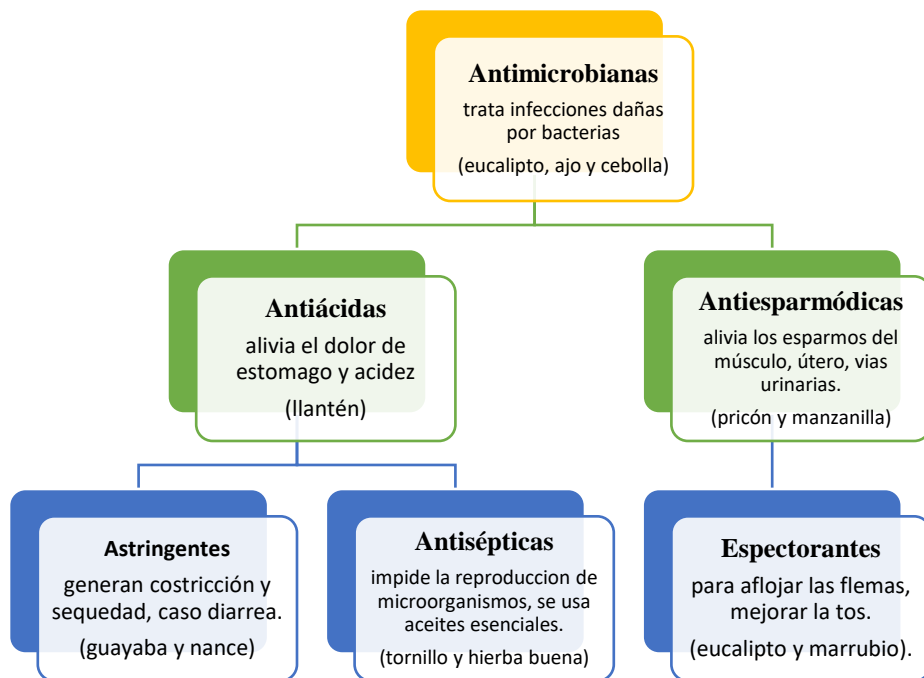 Antimicrobianas
trata infecciones dañas
por bacterias
(eucalipto, ajo y cebolla)
Antiácidas
alivia el dolor de
estomago y acidez
(llantén)
Antiesparmódicas
alivia los esparmos del
músculo, útero, vias
urinarias.
(pricón y manzanilla)
Astringentes
generan costricción y
sequedad, caso diarrea.
(guayaba y nance)
Antisépticas
impide la reproduccion de
microorganismos, se usa
aceites esenciales.
(tornillo y hierba buena)
Espectorantes
para aflojar las flemas,
mejorar la tos.
(eucalipto y marrubio).